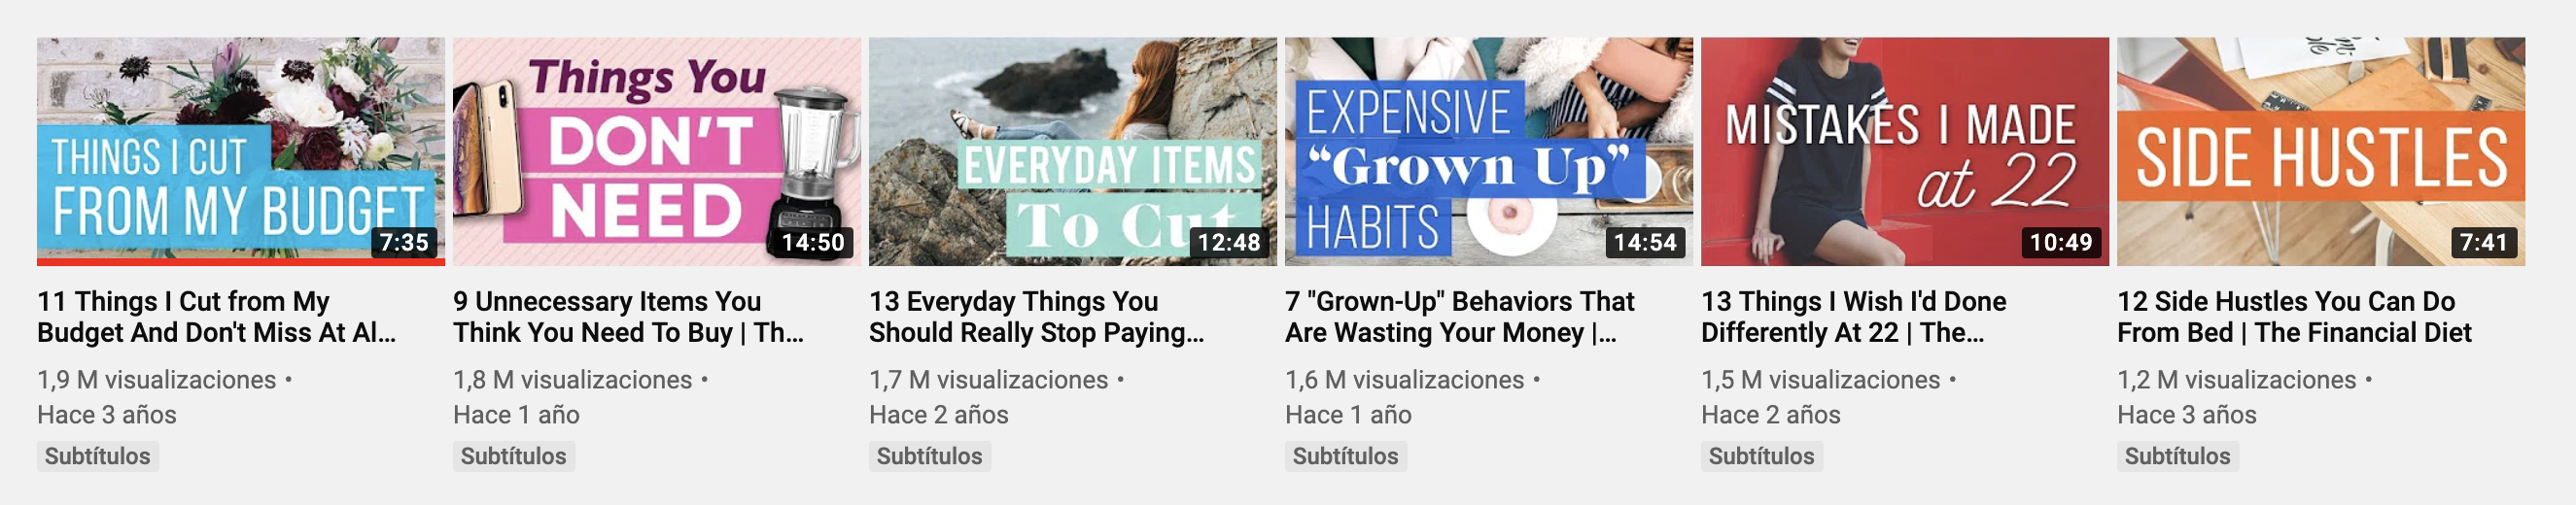 THINGS I CUT
FROM MY BUDGET
7:35
11 Things I Cut from My
Budget And Don't Miss At Al...
1,9 M visualizaciones •
Hace 3 años
Subtítulos
Things You
DON'T
NEED
14:50
9 Unnecessary Items You
Think You Need To Buy | Th...
1,8 M visualizaciones •
Hace 1 año
Subtítulos
EVERYDAY ITEMS
To Cut
12:48
13 Everyday Things You
Should Really Stop Paying...
1,7 M visualizaciones •
Hace 2 años
Subtítulos
EXPENSIVE
“Grown Up”
HABITS
14:54
7 "Grown-Up" Behaviors That
Are Wasting Your Money |...
1,6 M visualizaciones •
Hace 1 año
Subtítulos
MISTAKES I MADE
at 22
10:49
13 Things I Wish I'd Done
Differently At 22 | The...
1,5 M visualizaciones •
Hace 2 años
Subtítulos
SIDE HUSTLES
7:41
12 Side Hustles You Can Do
From Bed | The Financial Diet
1,2 M visualizaciones •
Hace 3 años
Subtítulos